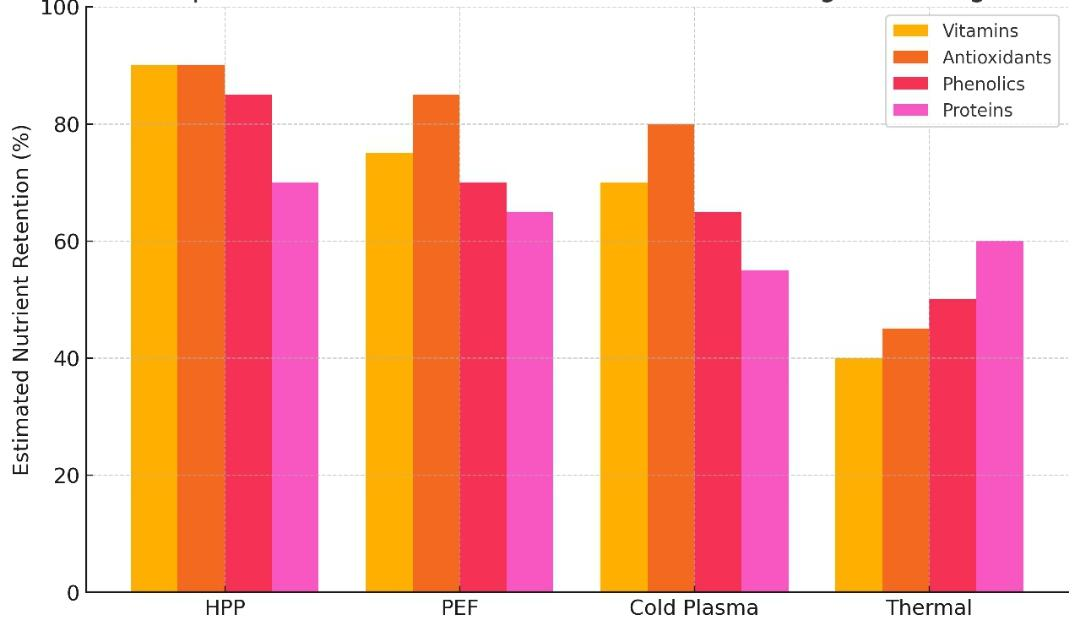 100
80
60
40
20
0
Estimated Nutrient Retention (%)
Vitamins
Antioxidants
Phenolics
Proteins
HPP
PEF
Cold Plasma
Thermal